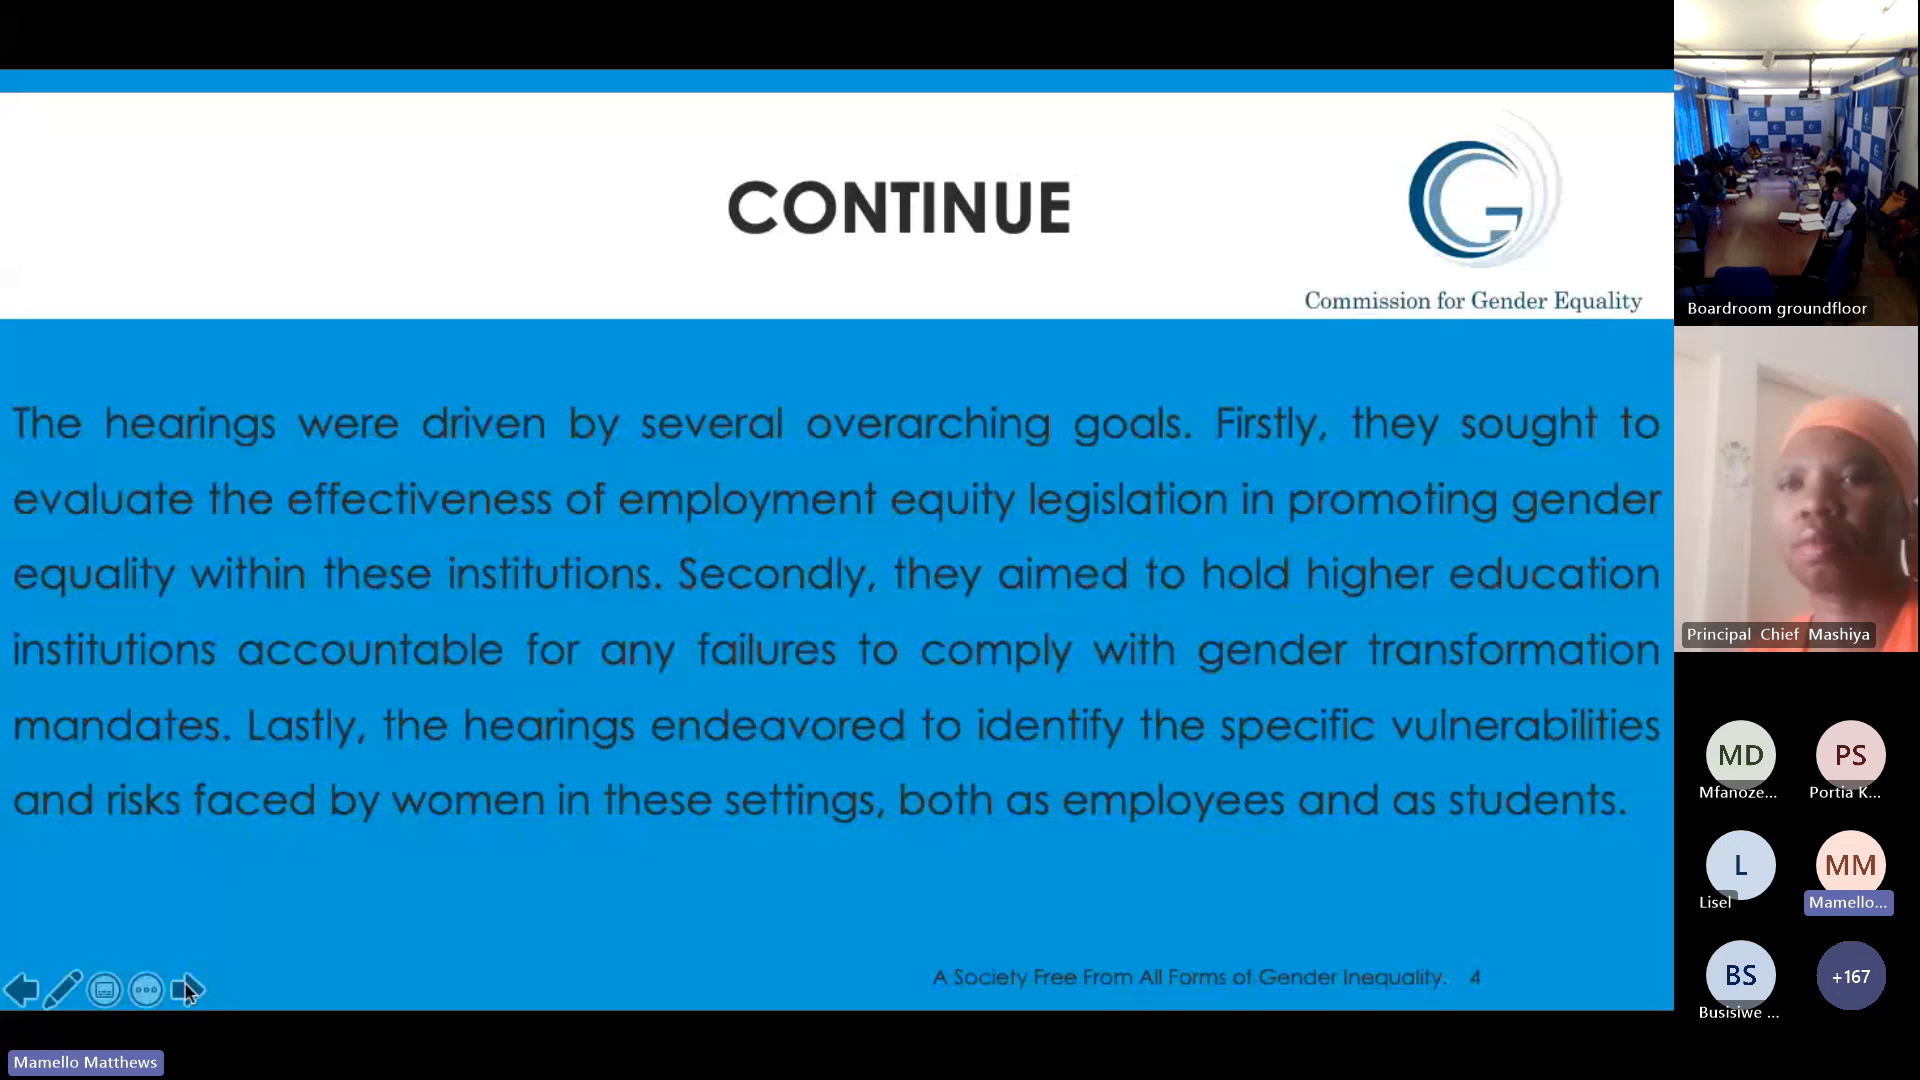 CONTINUE
Commission for Gender Equality
The hearings were driven by several overarching goals. Firstly, they sought to
evaluate the effectiveness of employment equity legislation in promoting gender
equality within these institutions. Secondly, they aimed to hold higher education
institutions accountable for any failures to comply with gender transformation
mandates. Lastly, the hearings endeavored to identify the specific vulnerabilities
and risks faced by women in these settings, both as employees and as students.
A Society Free From All Forms of Gender Inequality. 4
Mamello Matthews
Boardroom groundfloor
Principal Chief Mashiya
MD
Mfanoze...
PS
Portia K...
L
Lisel
MM
Mamello...
BS
Busisiwe ...
+167